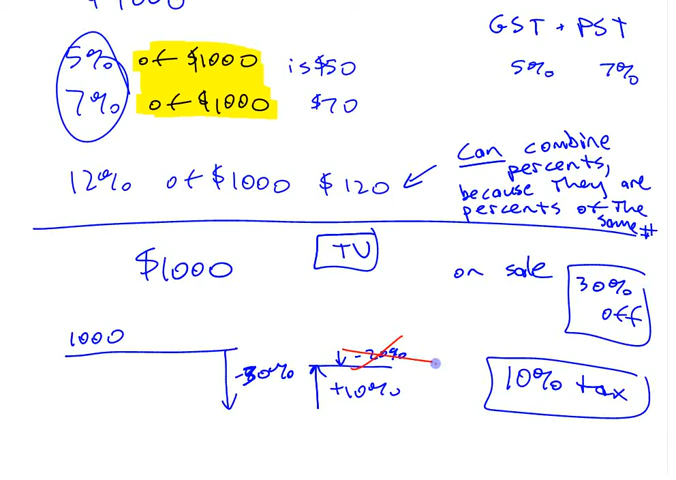 $1000
GST + PST
5% 7%
5% of $1000 is $50
7% of $1000 $70
12% of $1000 $120
Can combine
percents,
because they are
percents of the
same #
$1000
TV
on sale
30%
off
1000
-30%
-20%
+10%
10% tax